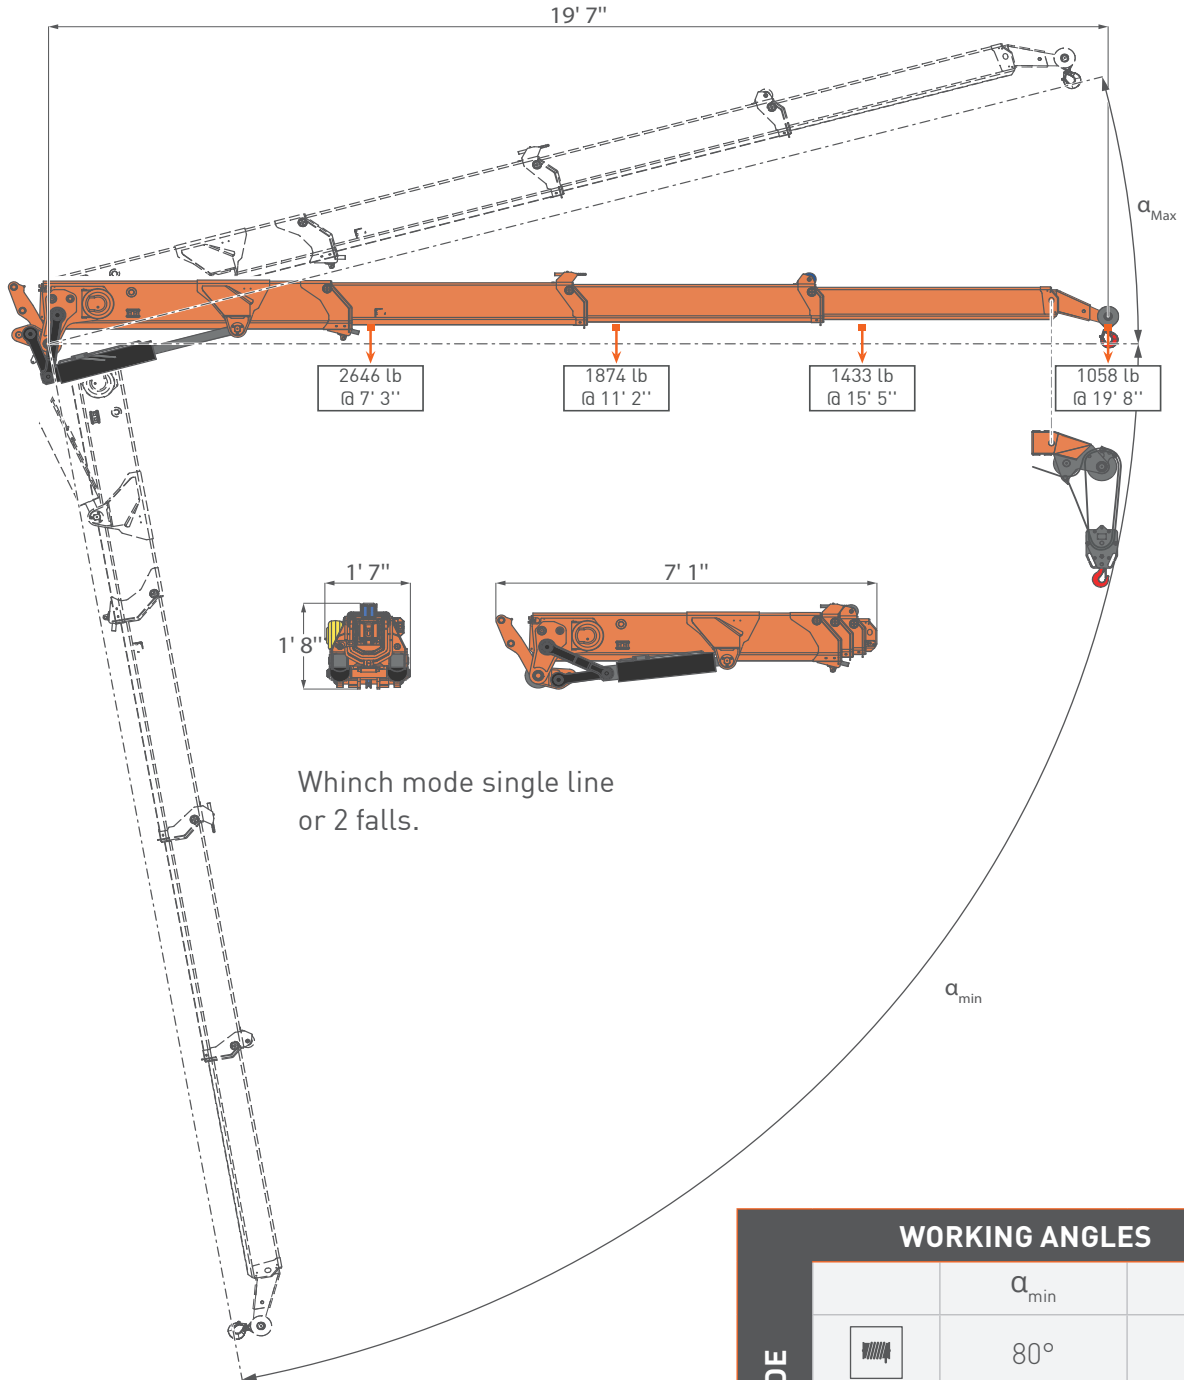 19' 7''
α Max
2646 lb
@ 7' 3''
1874 lb
@ 11' 2''
1433 lb
@ 15' 5''
1058 lb
@ 19' 8''
1' 7''
7' 1''
1' 8''
Whinch mode single line
or 2 falls.
α min
WORKING ANGLES
α min
80°